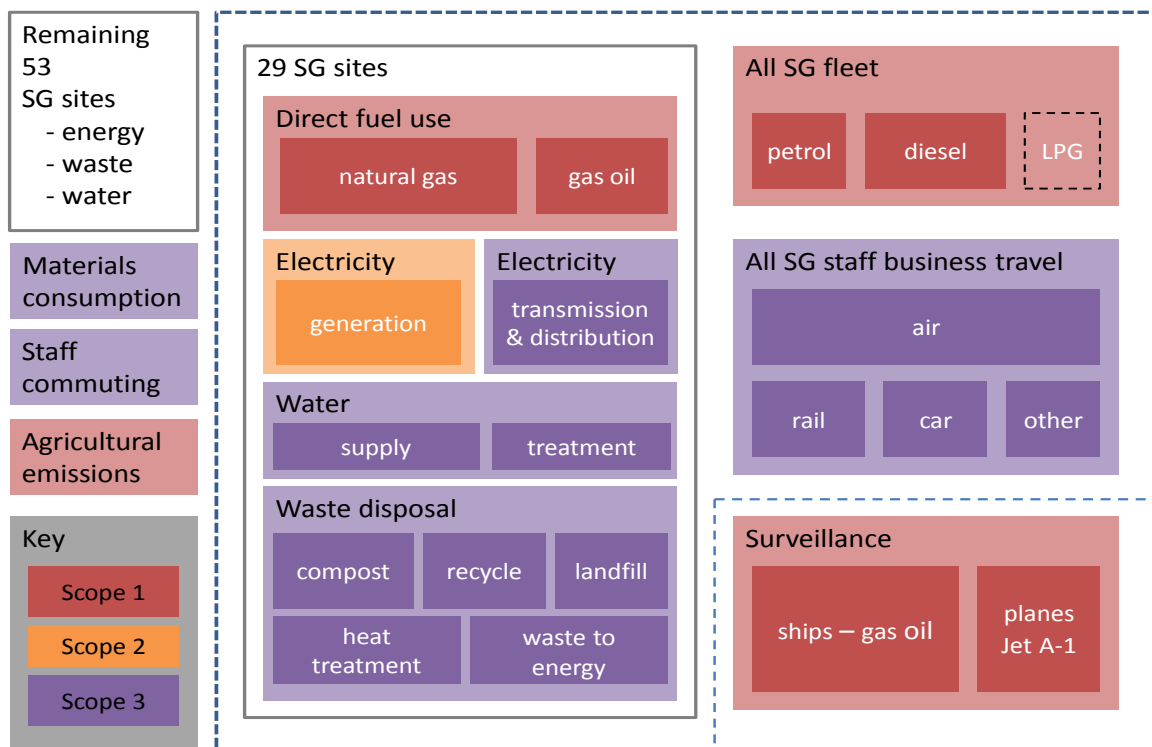 Remaining
53
SG sites
- energy
- waste
- water
Materials
consumption
Staff
commuting
Agricultural
emissions
Key
Scope 1
Scope 2
Scope 3
29 SG sites
Direct fuel use
natural gas
gas oil
Electricity
generation
Electricity
transmission
& distribution
Water
supply
treatment
Waste disposal
compost
recycle
landfill
heat
treatment
waste to
energy
All SG fleet
petrol
diesel
LPG
All SG staff business travel
air
rail
car
other
Surveillance
ships – gas oil
planes
Jet A-1